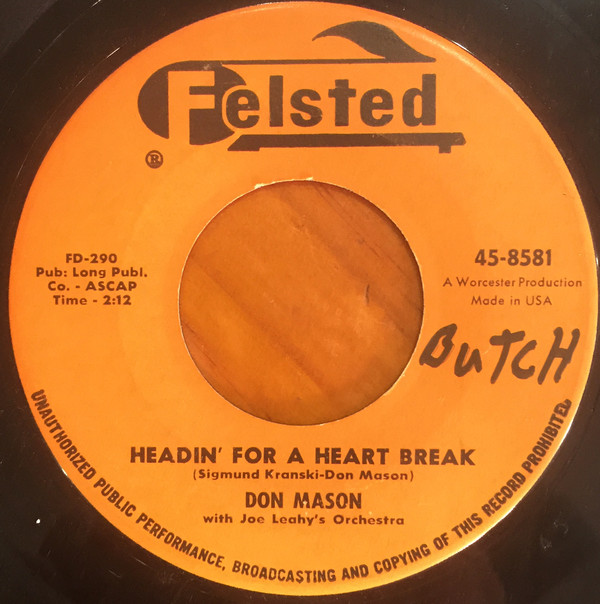 Felsted
®
FD-290
Pub: Long Publ.
Co. - ASCAP
Time - 2:12
45-8581
A Worcester Production
Made in USA
BUTCH
HEADIN' FOR A HEART BREAK
(Sigmund Kranski-Don Mason)
DON MASON
with Joe Leahy's Orchestra
UNAUTHORIZED PUBLIC PERFORMANCE, BROADCASTING AND COPYING OF THIS RECORD PROHIBITED